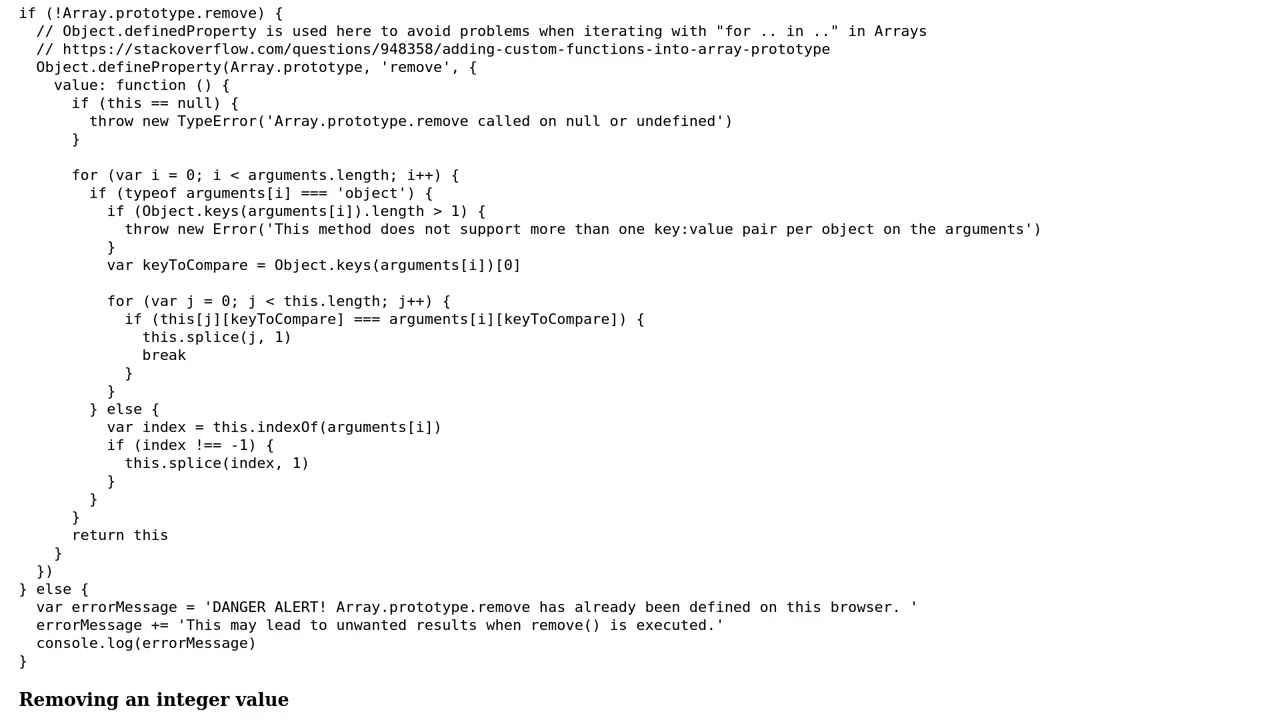 if (!Array.prototype.remove) {
  // Object.definedProperty is used here to avoid problems when iterating with "for .. in .." in Arrays
  // https://stackoverflow.com/questions/948358/adding-custom-functions-into-array-prototype
  Object.defineProperty(Array.prototype, 'remove', {
    value: function () {
      if (this == null) {
        throw new TypeError('Array.prototype.remove called on null or undefined')
      }

      for (var i = 0; i < arguments.length; i++) {
        if (typeof arguments[i] === 'object') {
          if (Object.keys(arguments[i]).length > 1) {
            throw new Error('This method does not support more than one key:value pair per object on the arguments')
          }
          var keyToCompare = Object.keys(arguments[i])[0]

          for (var j = 0; j < this.length; j++) {
            if (this[j][keyToCompare] === arguments[i][keyToCompare]) {
              this.splice(j, 1)
              break
            }
          }
        } else {
          var index = this.indexOf(arguments[i])
          if (index !== -1) {
            this.splice(index, 1)
          }
        }
      }
      return this
    }
  })
} else {
  var errorMessage = 'DANGER ALERT! Array.prototype.remove has already been defined on this browser. '
  errorMessage += 'This may lead to unwanted results when remove() is executed.'
  console.log(errorMessage)
}
Removing an integer value